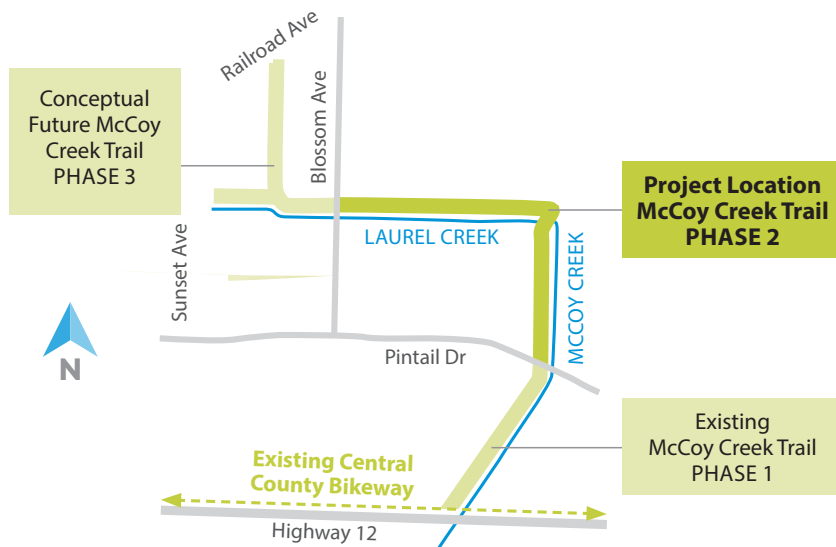 Railroad Ave
Conceptual
Future McCoy
Creek Trail
PHASE 3
Blossom Ave
Project Location
McCoy Creek Trail
PHASE 2
LAUREL CREEK
Sunset Ave
MCCOY CREEK
N
Pintail Dr
Existing
McCoy Creek Trail
PHASE 1
Existing Central
County Bikeway
Highway 12